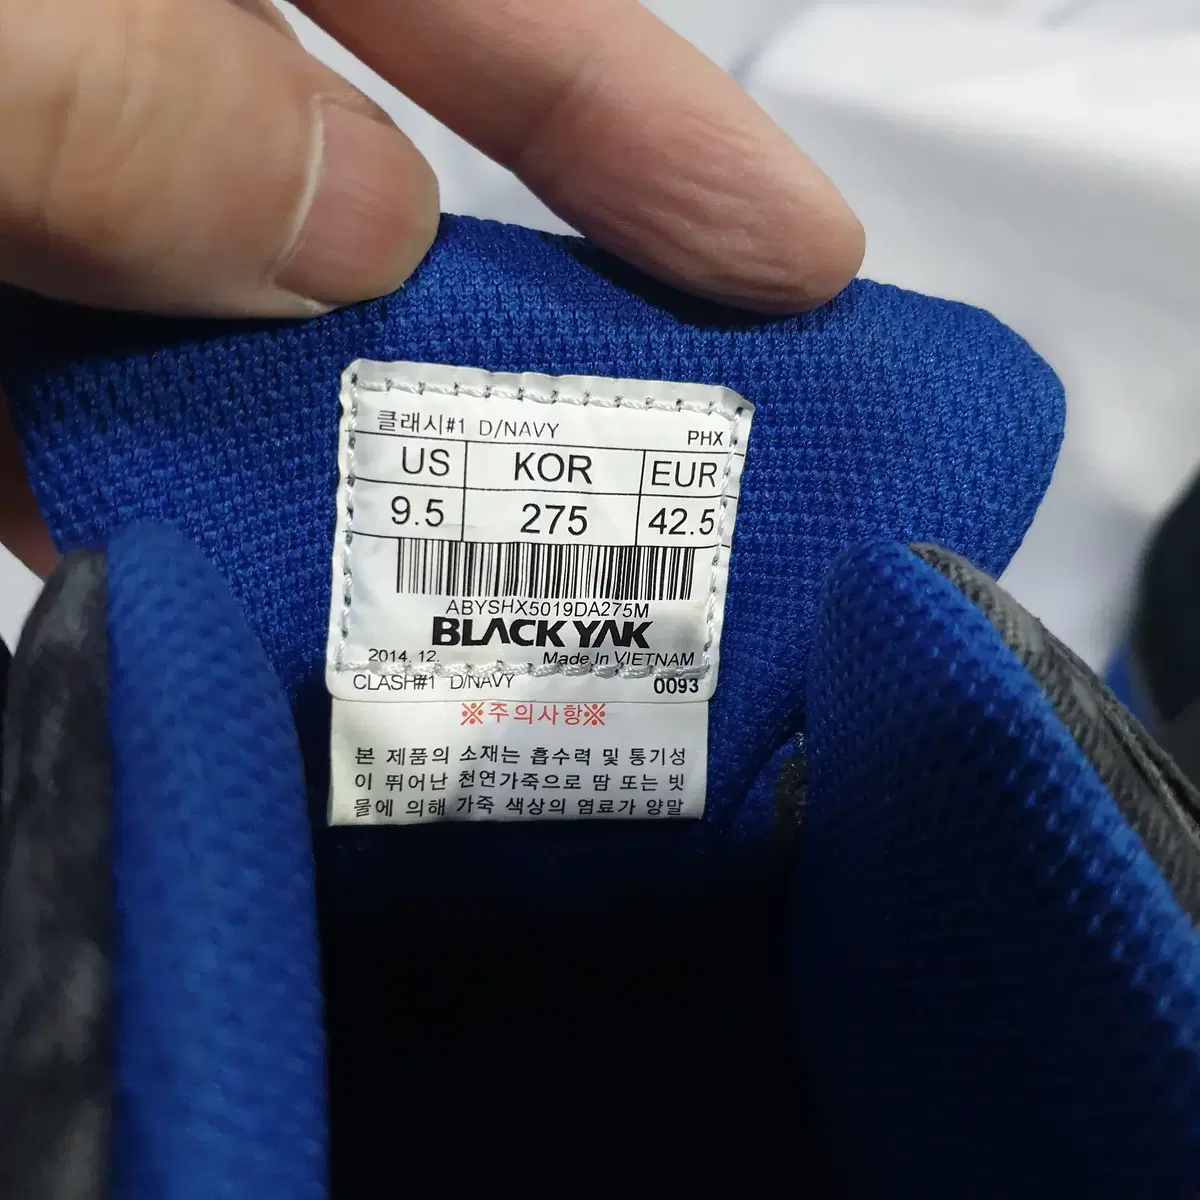 클래시#1 D/NAVY PHX
US KOR EUR
9.5 275 42.5
ABYSHX5019DA275M
BLACK YAK
2014. 12. Made In VIETNAM
CLASH#1 D/NAVY 0093
※주의사항※
본 제품의 소재는 흡수력 및 통기성
이 뛰어난 천연가죽으로 땀 또는 빗
물에 의해 가죽 색상의 염료가 양말